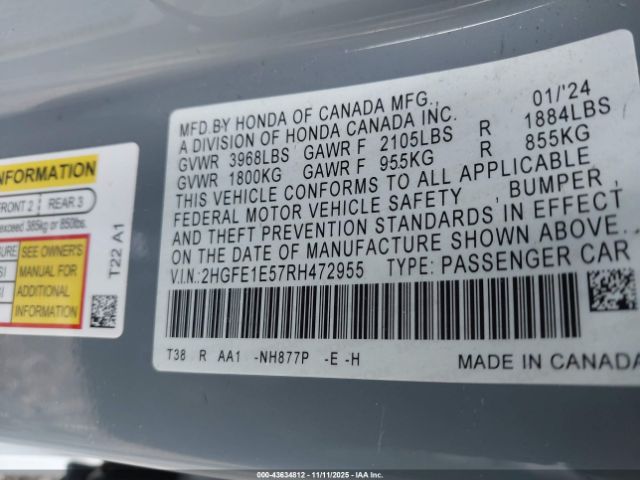 MFD.BY HONDA OF CANADA MFG., 01/'24
A DIVISION OF HONDA CANADA INC.
GVWR 3968LBS GAWR F 2105LBS R 1884LBS
GVWR 1800KG GAWR F 955KG R 855KG
THIS VEHICLE CONFORMS TO ALL APPLICABLE
FEDERAL MOTOR VEHICLE SAFETY, BUMPER,
AND THEFT PREVENTION STANDARDS IN EFFECT
ON THE DATE OF MANUFACTURE SHOWN ABOVE.
V.I.N.:2HGFE1E57RH472955 TYPE: PASSENGER CAR
T38 R AA1 -NH877P -E -H
MADE IN CANADA
INFORMATION
FRONT 2 REAR 3
exceed 385kg or 850lbs.
SEE OWNER'S
MANUAL FOR
ADDITIONAL
INFORMATION
T22 A1
000-43634812 - 11/11/2025 - IAA Inc.